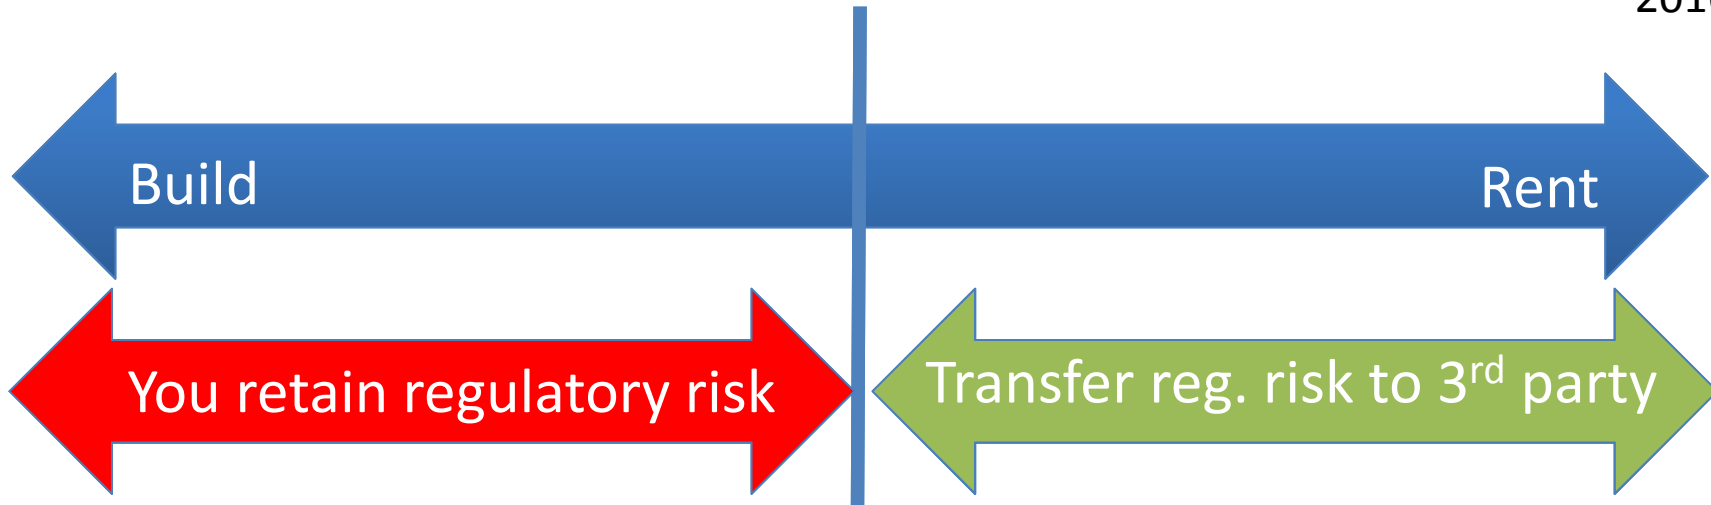 Build
Rent
You retain regulatory risk
Transfer reg. risk to 3rd party